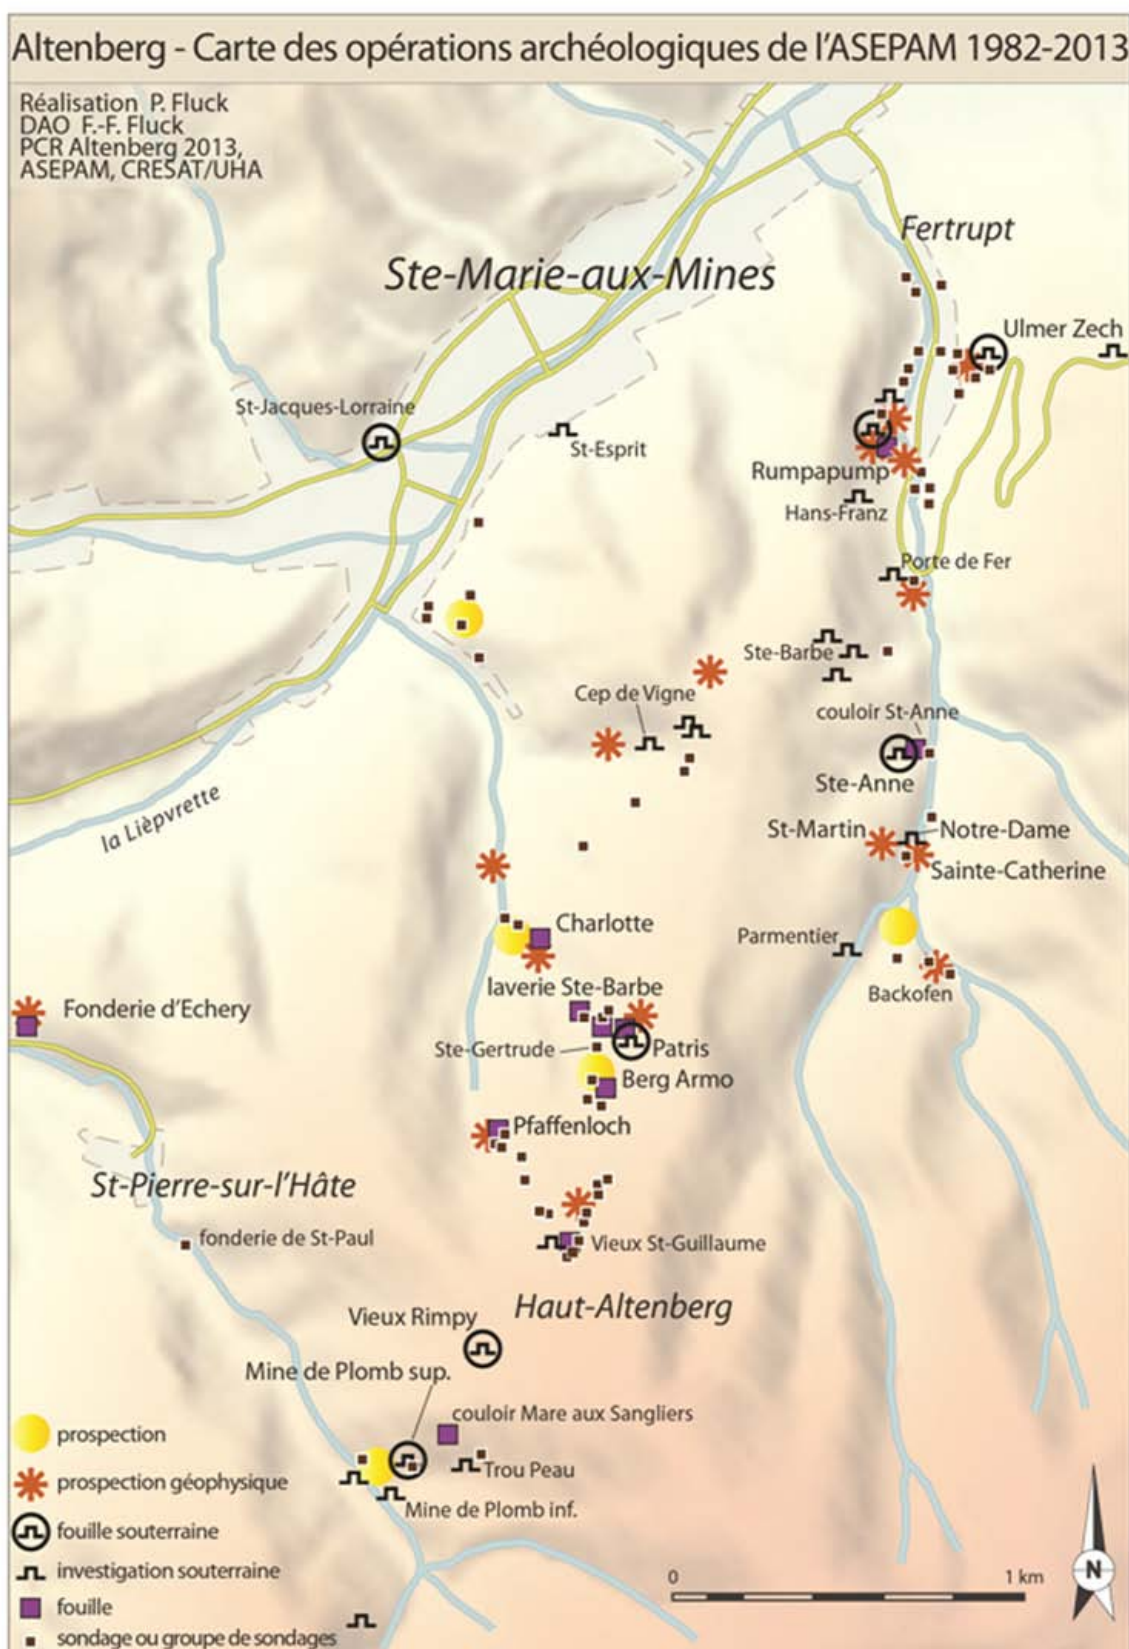 Altenberg - Carte des opérations archéologiques de l'ASEPAM 1982-2013
Réalisation P. Fluck
DAO F.-F. Fluck
PCR Altenberg 2013,
ASEPAM, CRESAT/UHA
Fertrupt
Ste-Marie-aux-Mines
Ulmer Zech
St-Jacques-Lorraine
St-Esprit
Rumpapump
Hans-Franz
Porte de Fer
Ste-Barbe
Cep de Vigne
couloir St-Anne
Ste-Anne
la Lièpvrette
St-Martin
Notre-Dame
Sainte-Catherine
Charlotte
Parmentier
laverie Ste-Barbe
Backofen
Fonderie d'Echery
Ste-Gertrude
Patris
Berg Armo
Pfaffenloch
St-Pierre-sur-l'Hâte
fonderie de St-Paul
Vieux St-Guillaume
Haut-Altenberg
Vieux Rimpy
Mine de Plomb sup.
couloir Mare aux Sangliers
Trou Peau
Mine de Plomb inf.
prospection
prospection géophysique
fouille souterraine
investigation souterraine
fouille
sondage ou groupe de sondages
0 1 km
N